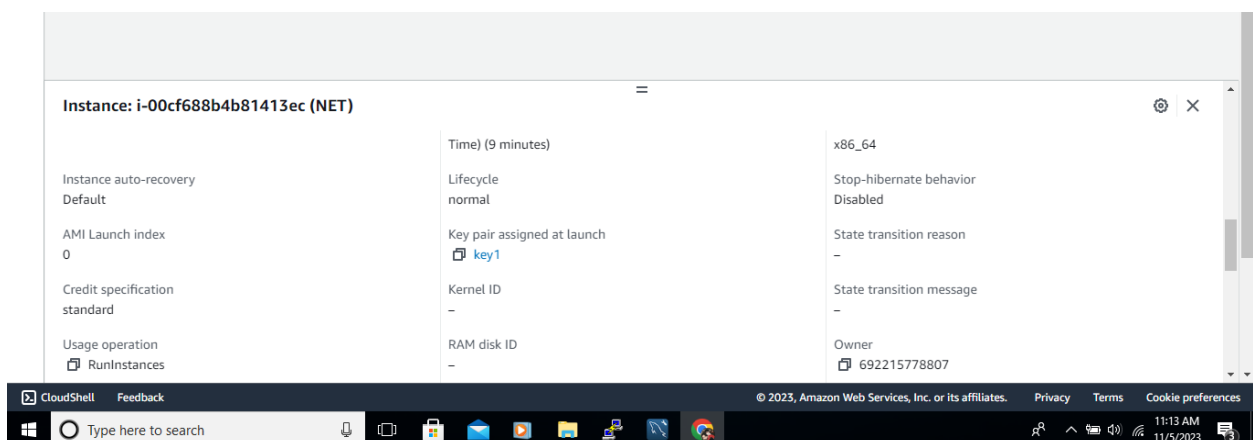 Instance: i-00cf688b4b81413ec (NET)
Time) (9 minutes) x86_64
Instance auto-recovery Lifecycle Stop-hibernate behavior
Default normal Disabled
AMI Launch index Key pair assigned at launch State transition reason
0 key1 –
Credit specification Kernel ID State transition message
standard – –
Usage operation RAM disk ID Owner
RunInstances – 692215778807
CloudShell Feedback © 2023, Amazon Web Services, Inc. or its affiliates. Privacy Terms Cookie preferences
Type here to search 11:13 AM
11/5/2023 3